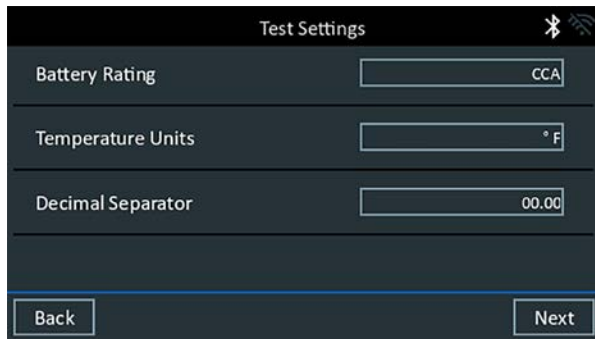 Test Settings
Battery Rating CCA
Temperature Units ° F
Decimal Separator 00.00
Back Next